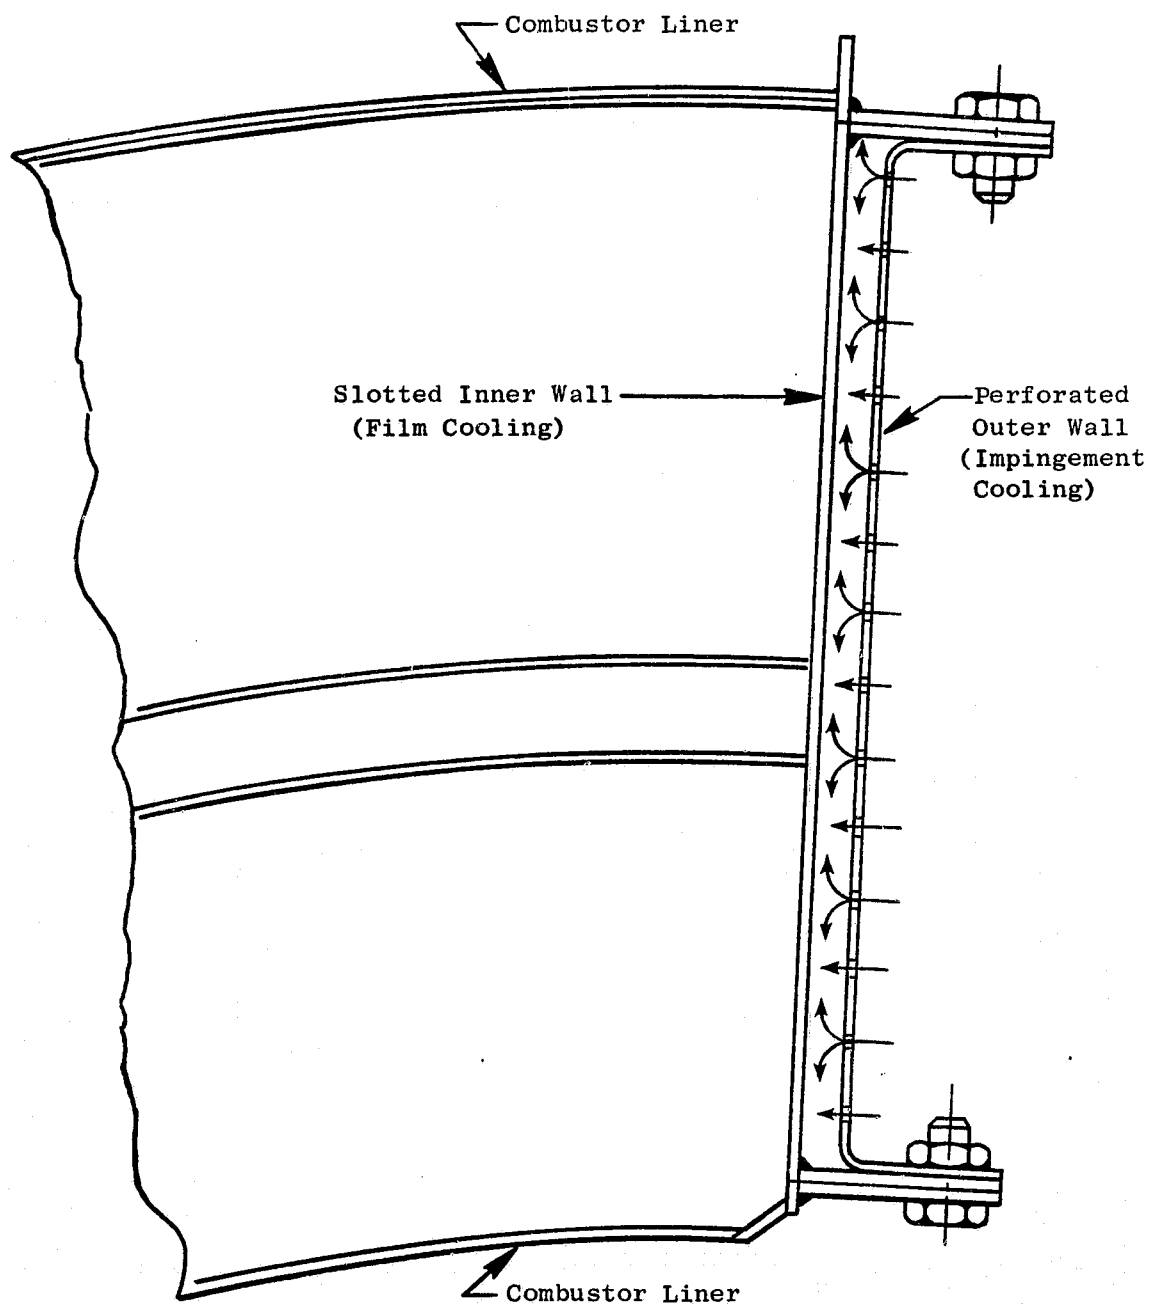 Combustor Liner
Slotted Inner Wall
(Film Cooling)
Perforated
Outer Wall
(Impingement
Cooling)
Combustor Liner